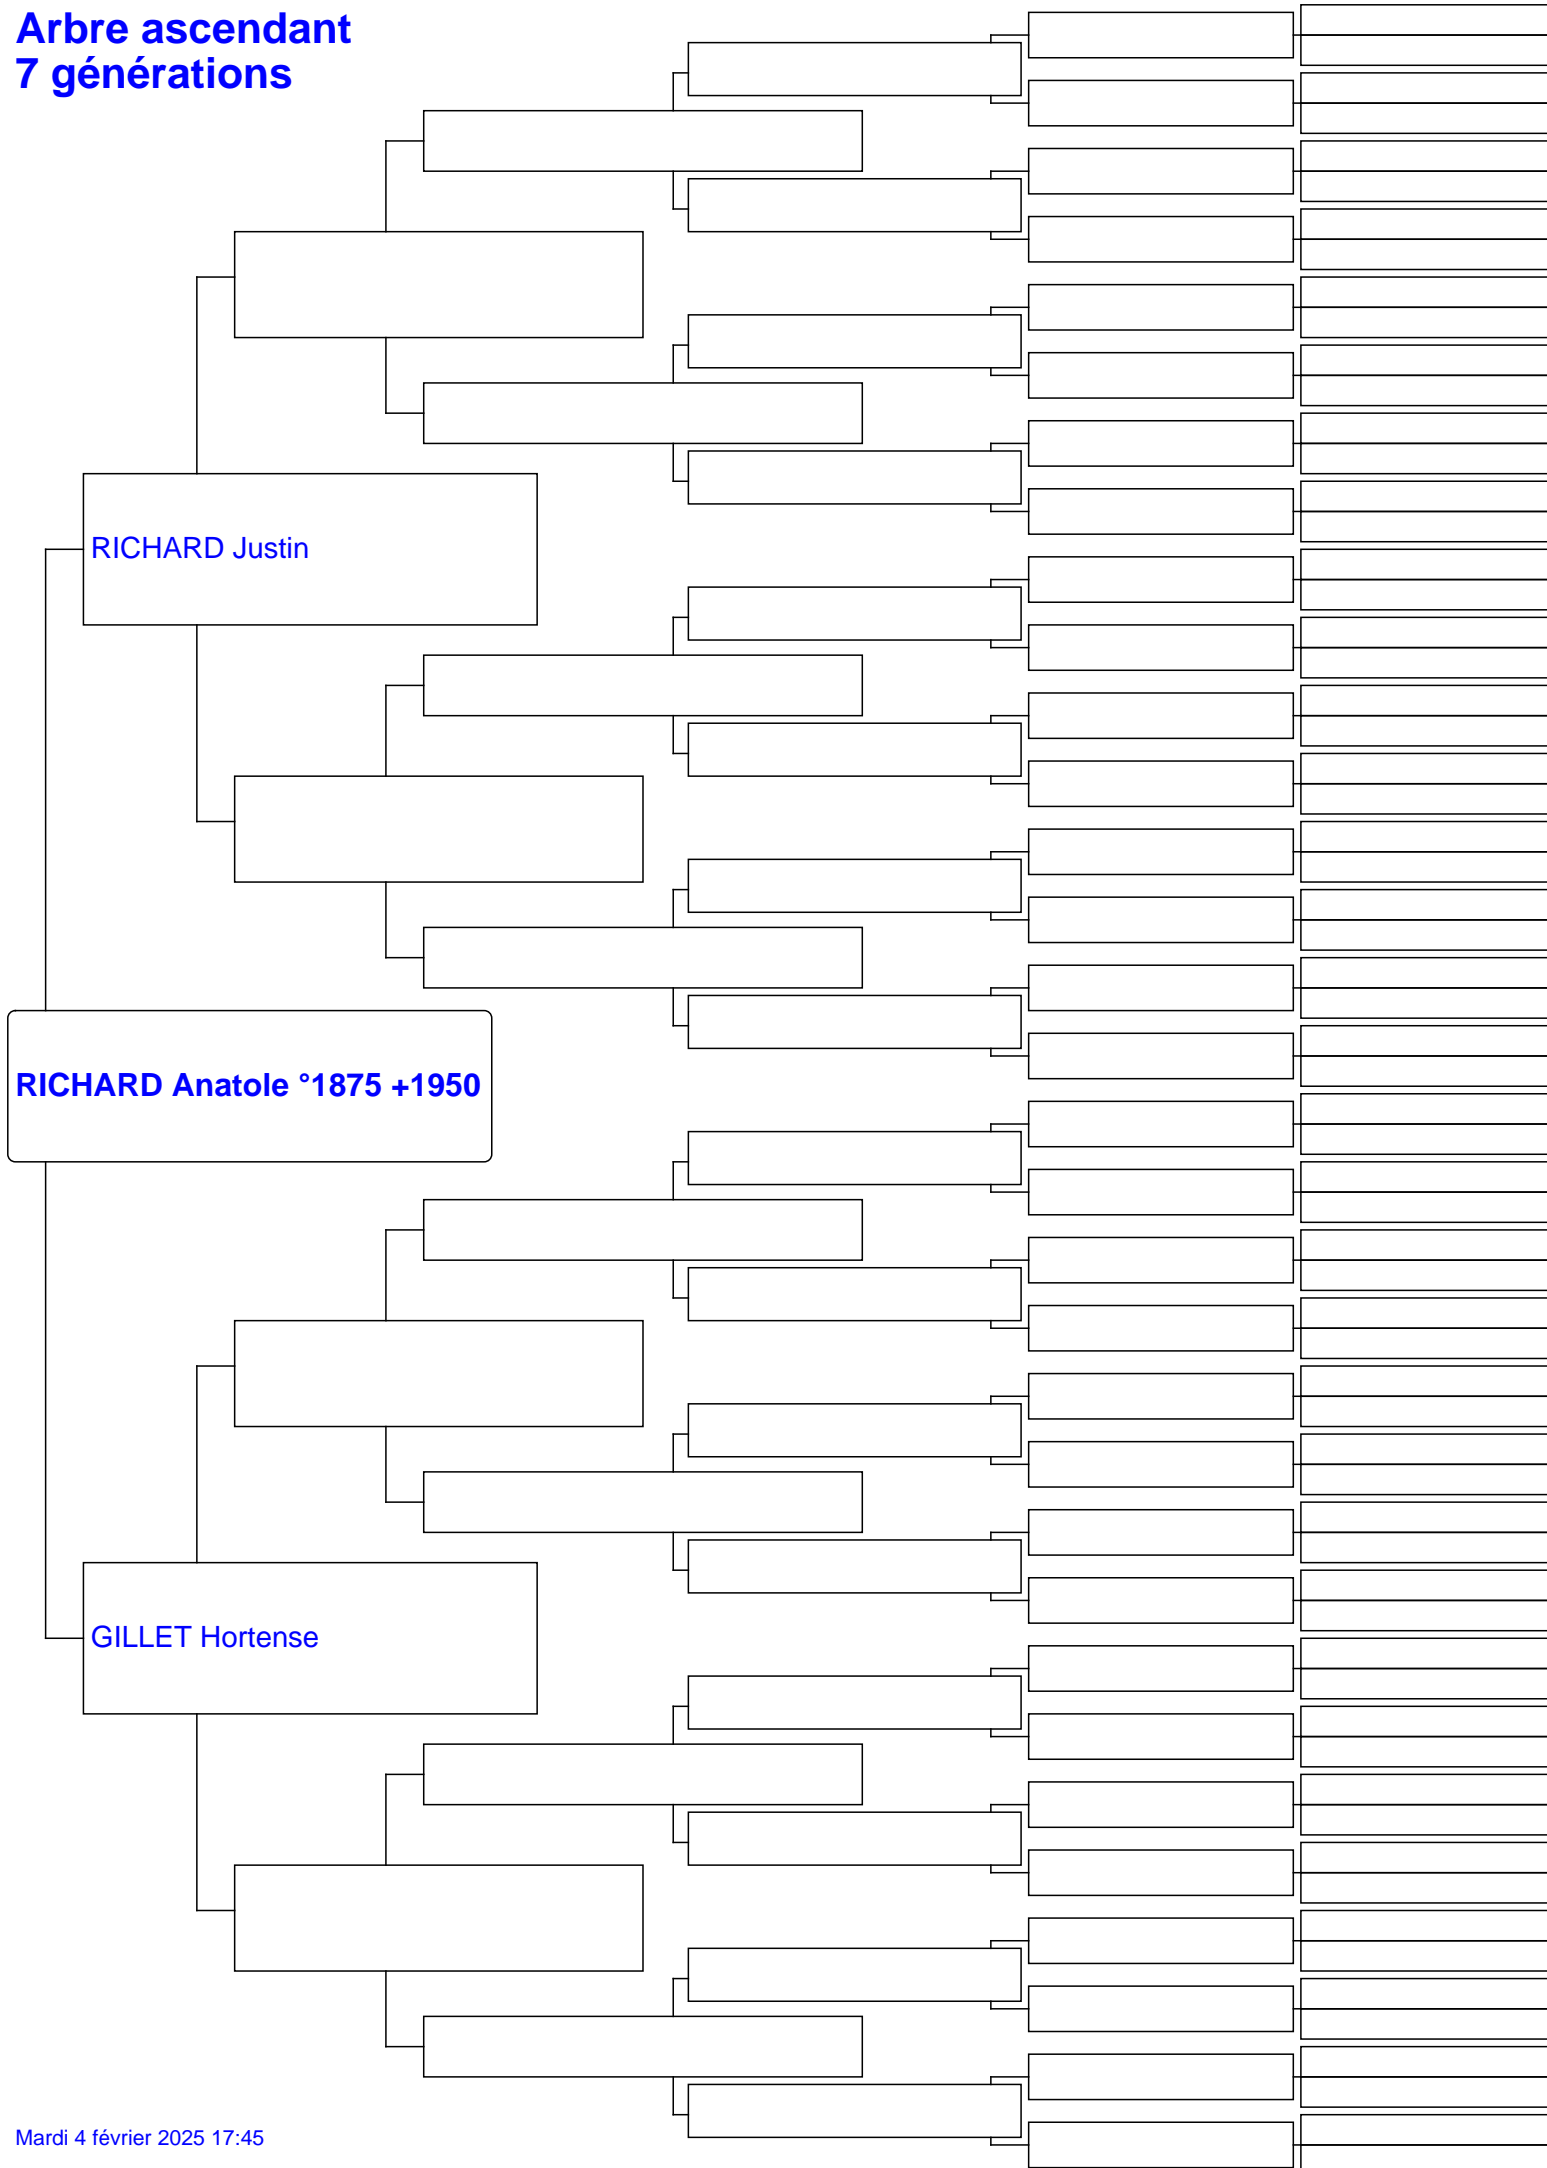 Arbre ascendant
7 générations
RICHARD Justin
RICHARD Anatole °1875 +1950
GILLET Hortense
Mardi 4 février 2025 17:45